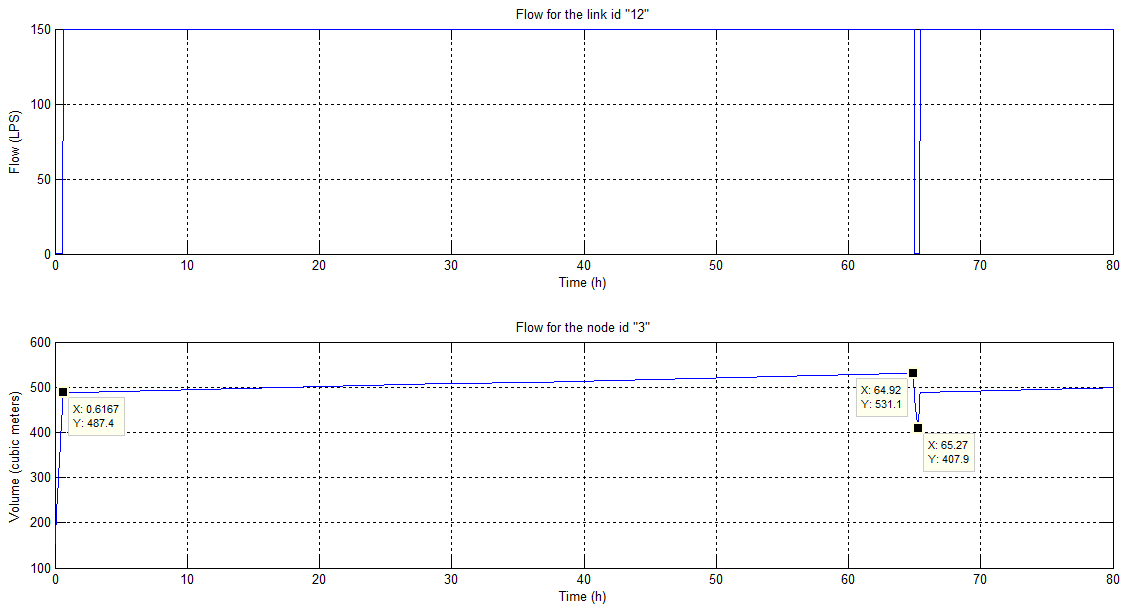 Flow for the link id "12"
150
100
50
0
Flow (LPS)
0 10 20 30 40 50 60 70 80
Time (h)
Flow for the node id "3"
600
500
400
300
200
100
Volume (cubic meters)
X: 0.6167
Y: 487.4
X: 64.92
Y: 531.1
X: 65.27
Y: 407.9
0 10 20 30 40 50 60 70 80
Time (h)